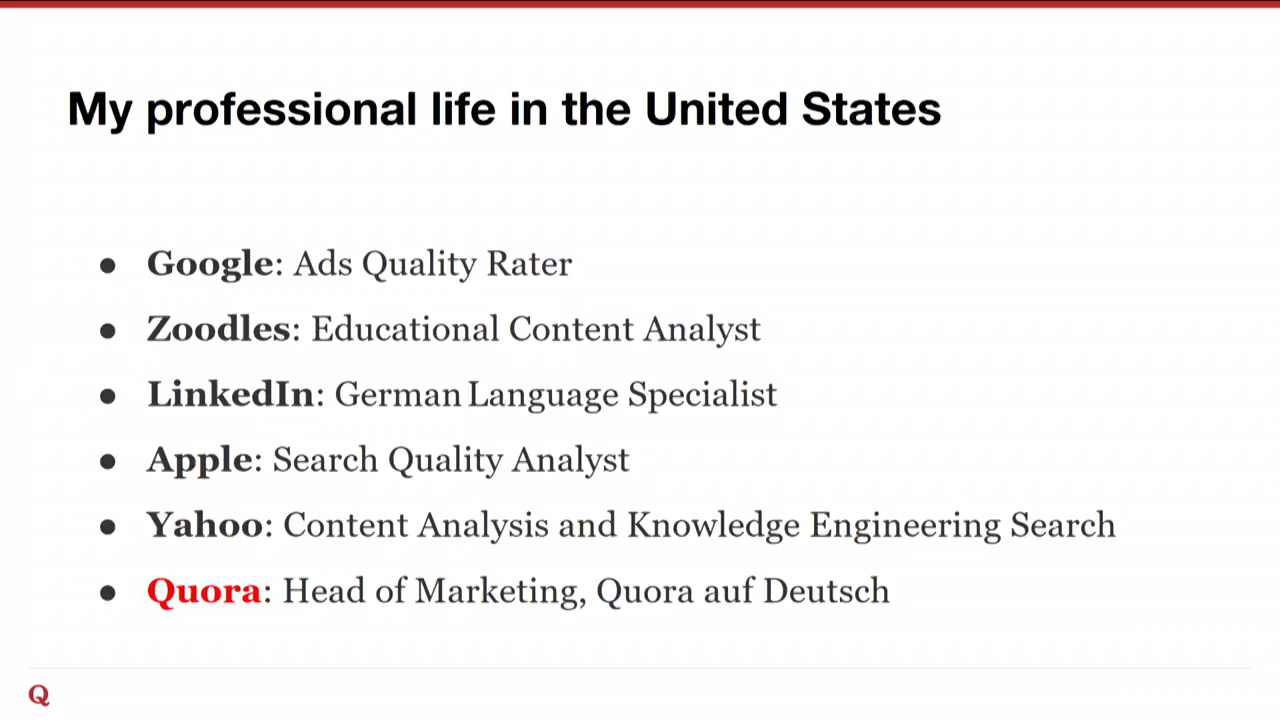 My professional life in the United States
● Google: Ads Quality Rater
● Zoodles: Educational Content Analyst
● LinkedIn: German Language Specialist
● Apple: Search Quality Analyst
● Yahoo: Content Analysis and Knowledge Engineering Search
● Quora: Head of Marketing, Quora auf Deutsch
Q